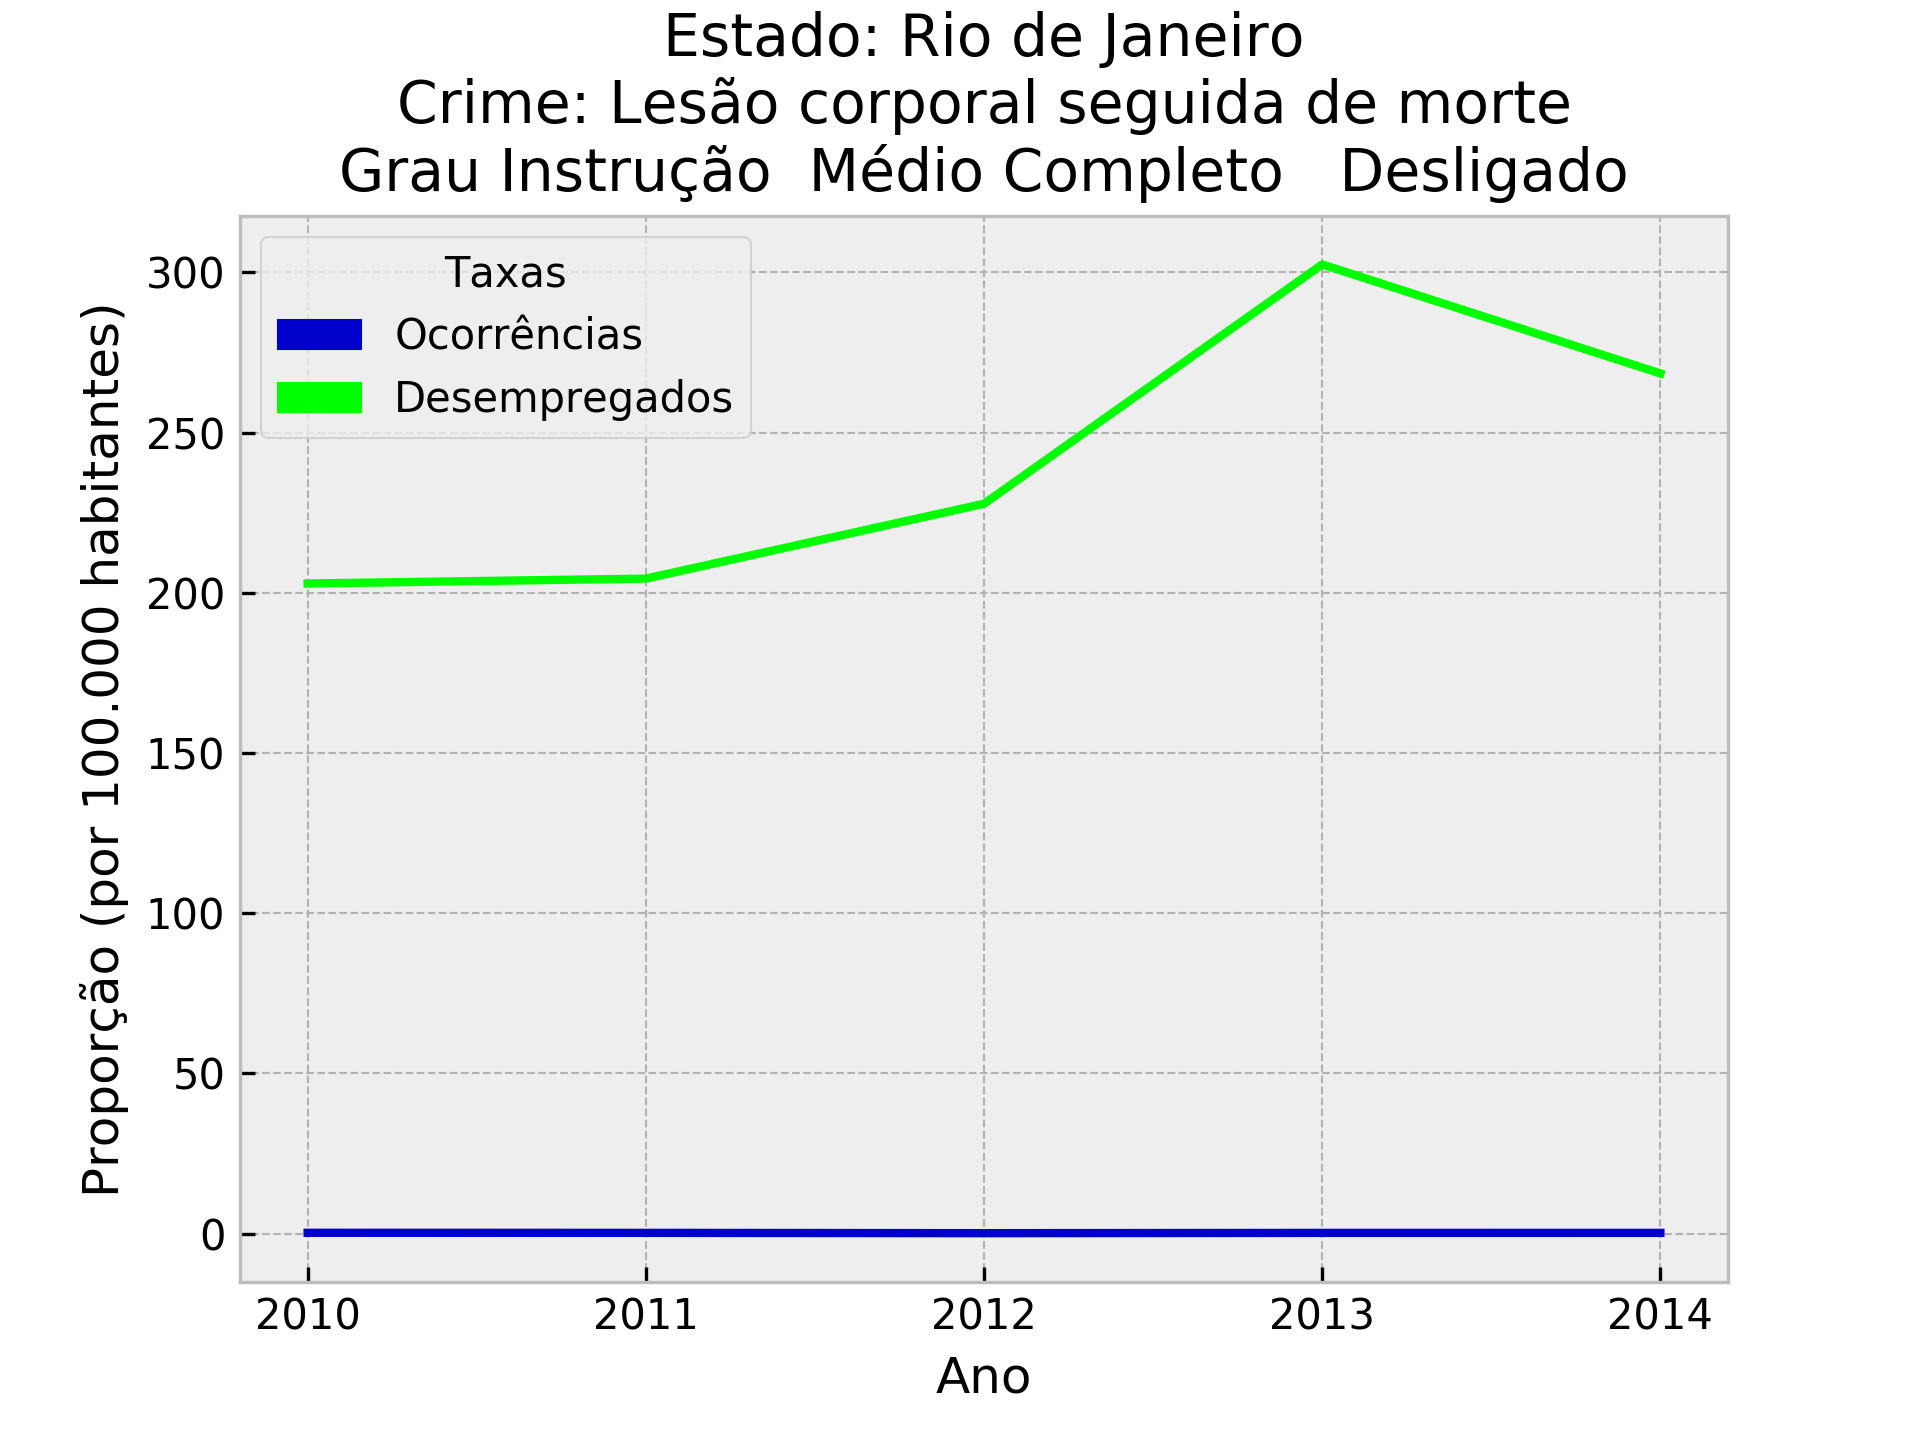 Estado: Rio de Janeiro
Crime: Lesão corporal seguida de morte
Grau Instrução  Médio Completo   Desligado
Taxas
Ocorrências
Desempregados
Proporção (por 100.000 habitantes)
300
250
200
150
100
50
0
2010 2011 2012 2013 2014
Ano